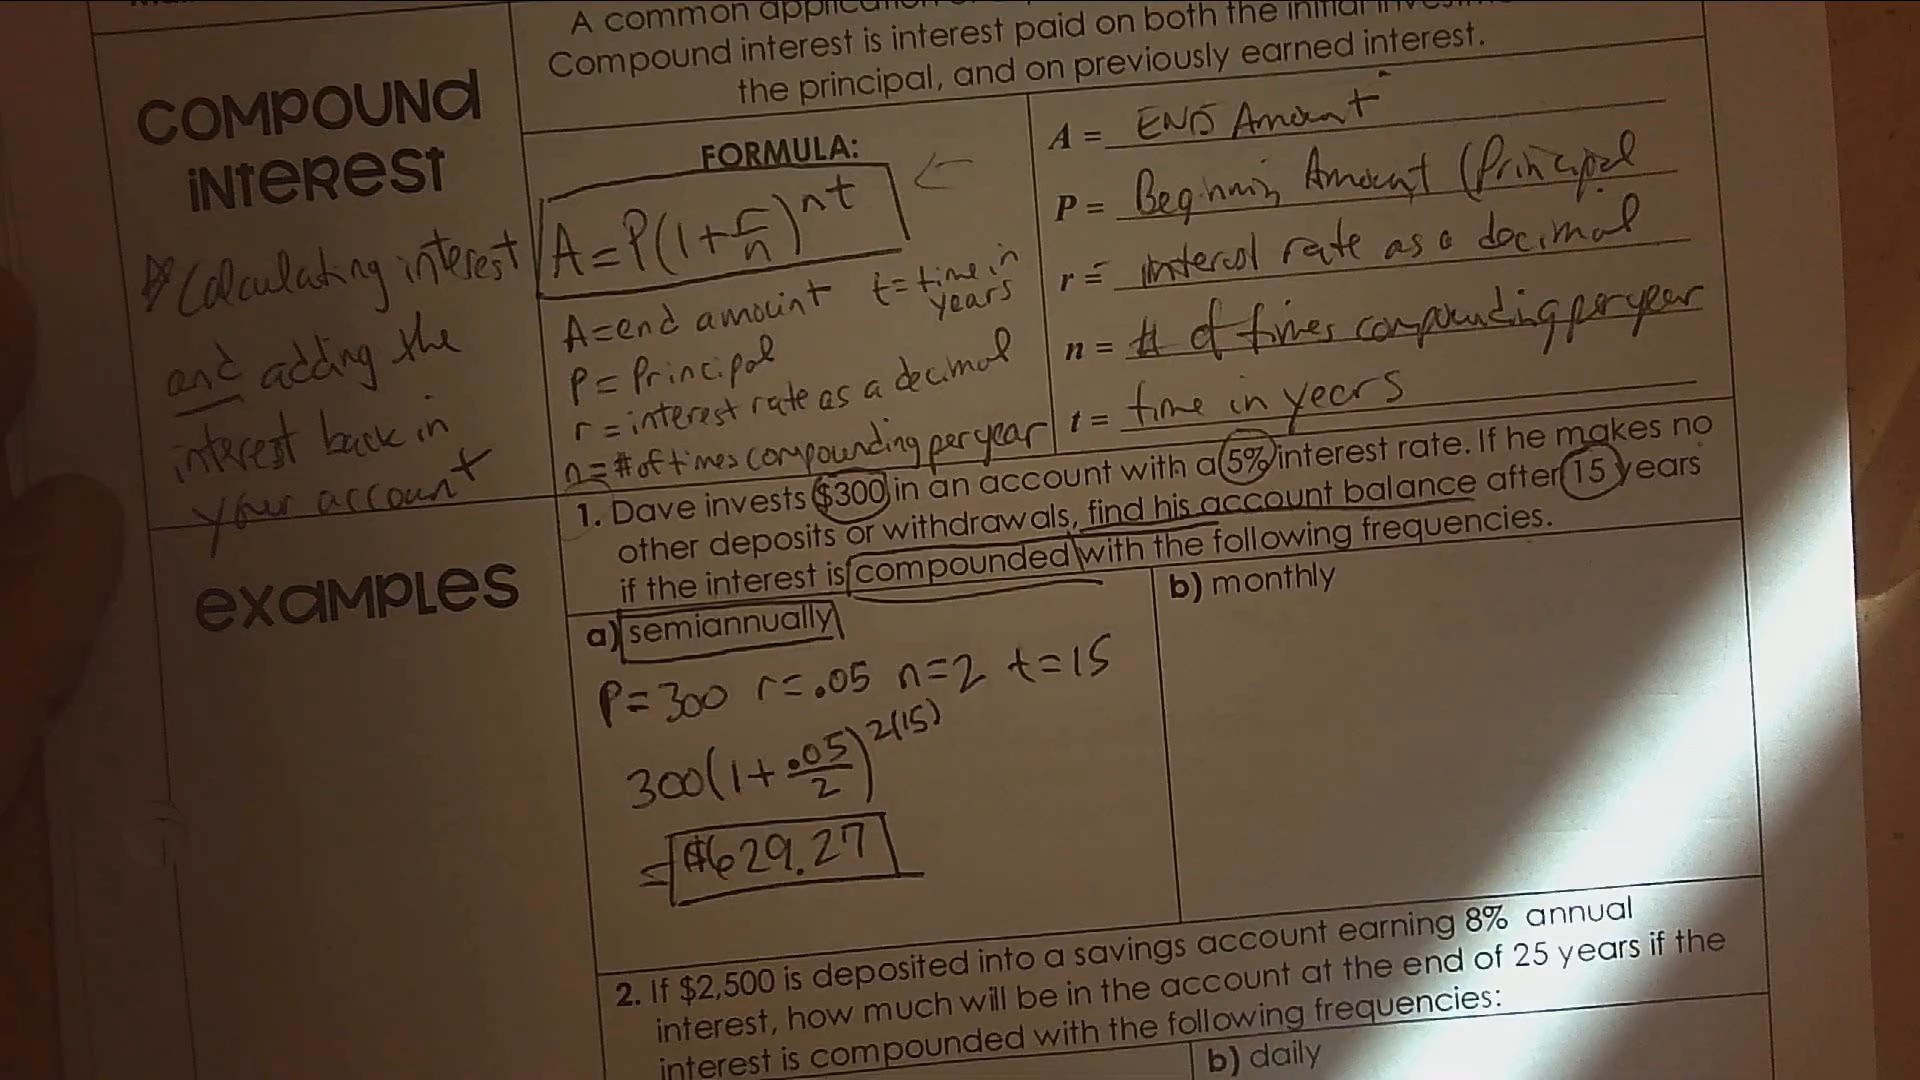 A common
Compound interest is interest paid on both the initial
the principal, and on previously earned interest.
COMPOUND
INTEREST
Calculating interest
and adding the
interest back in
your account
FORMULA:
A=P(1+r/n)^nt
A=end amount t=time in
years
P=Principal
r=interest rate as a decimal
n=#of times compounding per year
A = END Amount
P = Beginnin Amount (Principal
r = interest rate as a decimal
n = # of times compounding per year
t = time in years
EXAMPLES
1. Dave invests $300 in an account with a 5% interest rate. If he makes no
other deposits or withdrawals, find his account balance after 15 years
if the interest is compounded with the following frequencies.
a) semiannually
P=300 r=.05 n=2 t=15
300(1+.05/2)^2(15)
=$629.27
b) monthly
2. If $2,500 is deposited into a savings account earning 8% annual
interest, how much will be in the account at the end of 25 years if the
interest is compounded with the following frequencies:
b) daily